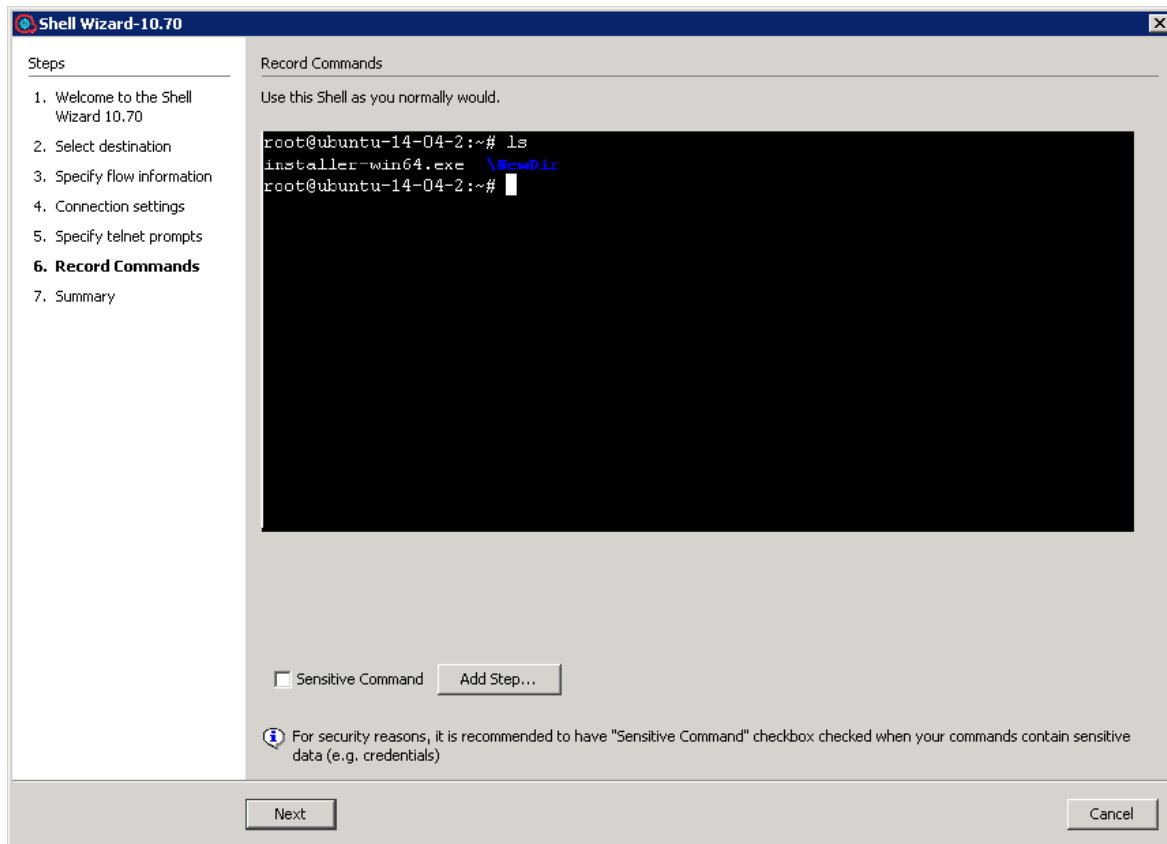 Shell Wizard-10.70
Steps
1. Welcome to the Shell
Wizard 10.70
2. Select destination
3. Specify flow information
4. Connection settings
5. Specify telnet prompts
6. Record Commands
7. Summary
Record Commands
Use this Shell as you normally would.
root@ubuntu-14-04-2:~# ls
installer-win64.exe \NewDir
root@ubuntu-14-04-2:~#
Sensitive Command
Add Step...
For security reasons, it is recommended to have "Sensitive Command" checkbox checked when your commands contain sensitive
data (e.g. credentials)
Next
Cancel